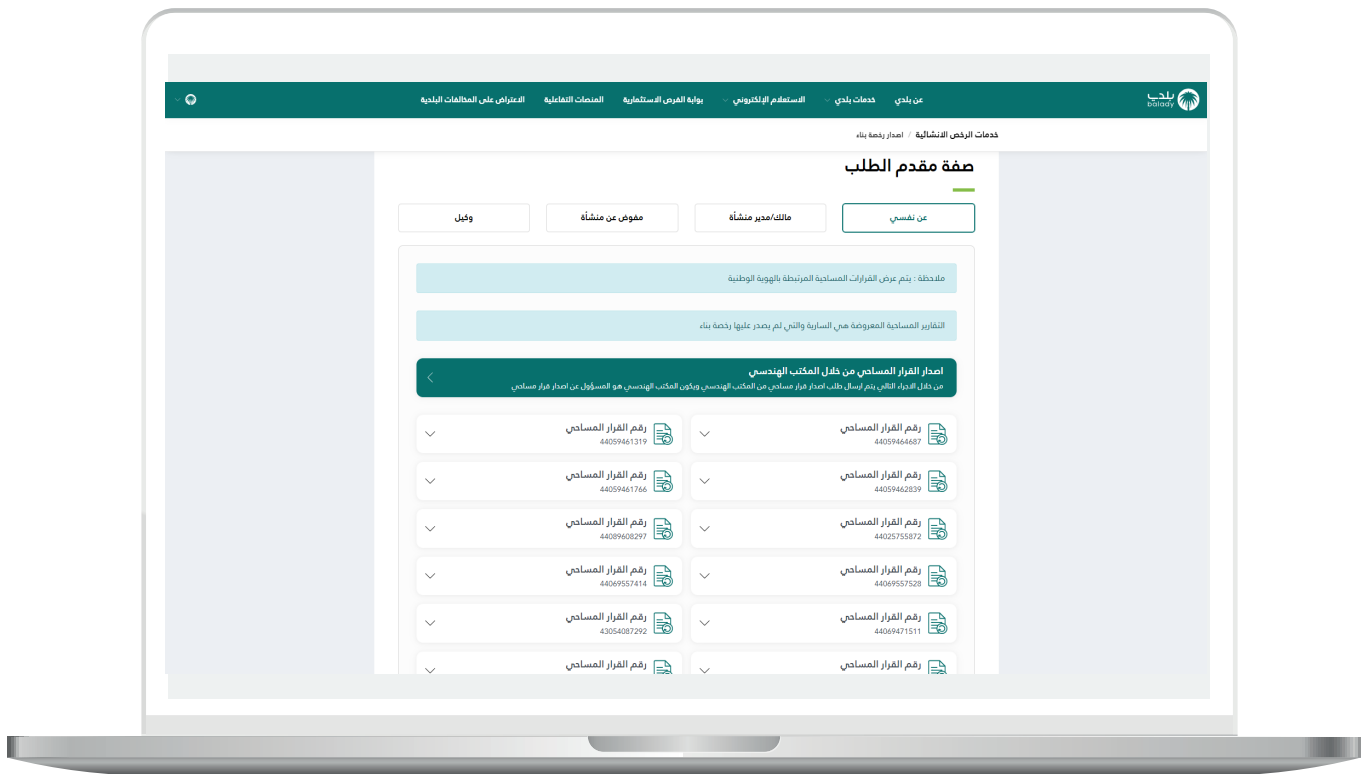 بلدي
balady
عن بلدي
خدمات بلدي
الاستعلام الإلكتروني
بوابة الفرص الاستثمارية
المنصات التفاعلية
الاعتراض على المخالفات البلدية
خدمات الرخص الانشائية / اصدار رخصة بناء
صفة مقدم الطلب
عن نفسي
مالك/مدير منشأة
مفوض عن منشأة
وكيل
ملاحظة : يتم عرض القرارات المساحية المرتبطة بالهوية الوطنية
التقارير المساحية المعروضة هي السارية والتي لم يصدر عليها رخصة بناء
اصدار القرار المساحي من خلال المكتب الهندسي
من خلال الاجراء التالي يتم ارسال طلب اصدار قرار مساحي من المكتب الهندسي ويكون المكتب الهندسي هو المسؤول عن اصدار قرار مساحي
رقم القرار المساحي
44059464687
رقم القرار المساحي
44059461319
رقم القرار المساحي
44059462839
رقم القرار المساحي
44059461766
رقم القرار المساحي
44025755872
رقم القرار المساحي
44089608297
رقم القرار المساحي
44069557528
رقم القرار المساحي
44069557414
رقم القرار المساحي
44069471511
رقم القرار المساحي
43054087292
رقم القرار المساحي
رقم القرار المساحي